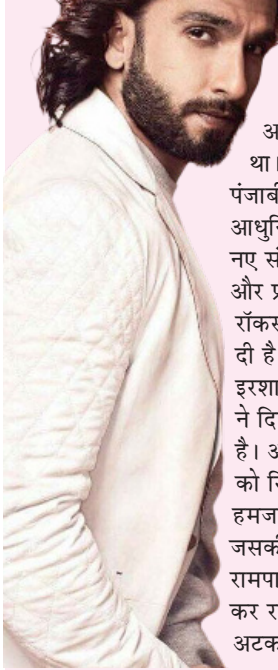 अ
था।
पंजाबी
आधुनि
नए सं
और प्र
रॉकस
दी है
इरशा
ने दि
है। अ
को रि
हमज
जसकी
रामपा
कर र
अटक